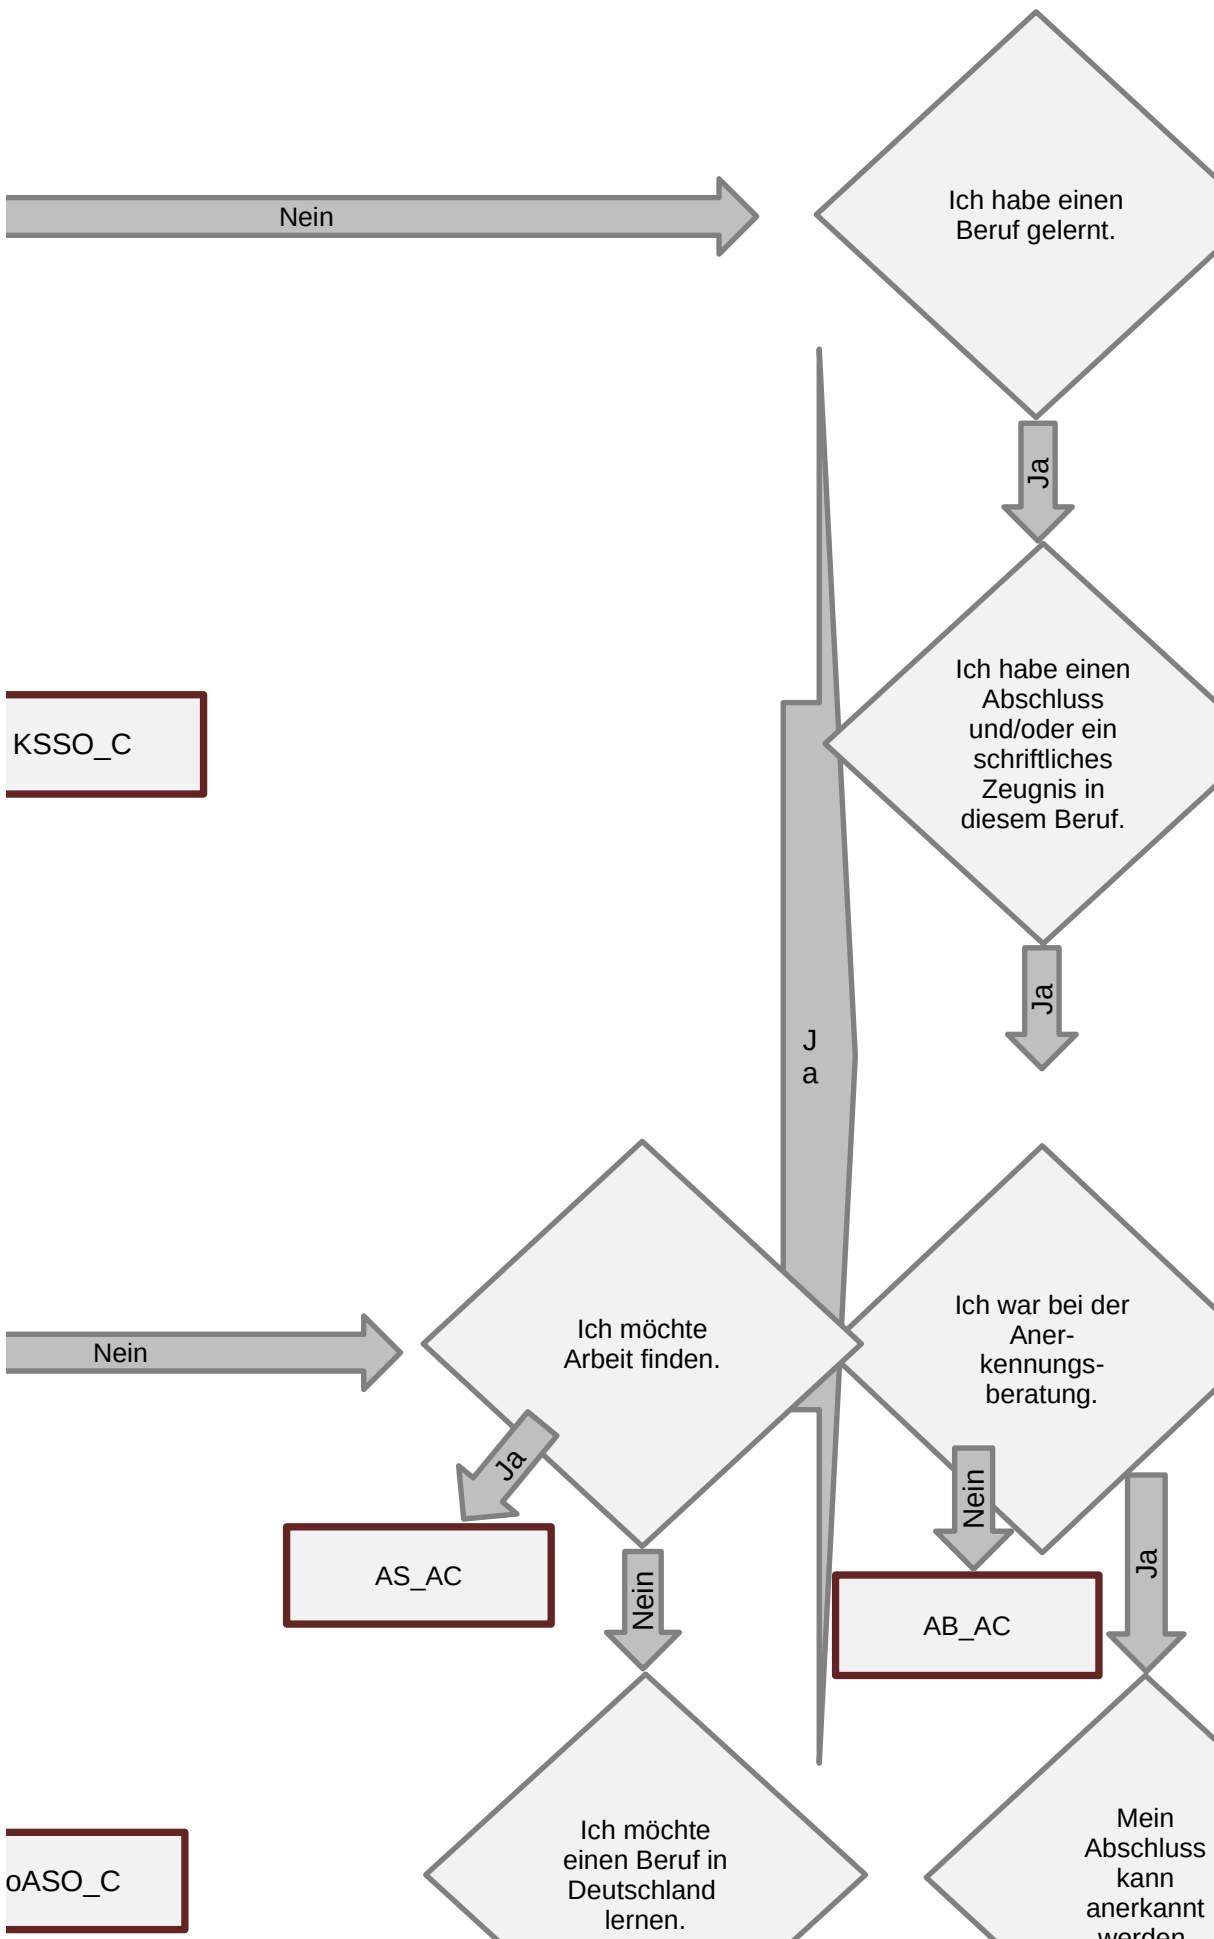 Nein
Ich habe einen
Beruf gelernt.
Ja
KSSO_C
Ich habe einen
Abschluss
und/oder ein
schriftliches
Zeugnis in
diesem Beruf.
Ja
J
a
Nein
Ich möchte
Arbeit finden.
Ich war bei der
Aner-
kennungs-
beratung.
Ja
Nein
AS_AC
Nein
Ja
AB_AC
oASO_C
Ich möchte
einen Beruf in
Deutschland
lernen.
Mein
Abschluss
kann
anerkannt
werden